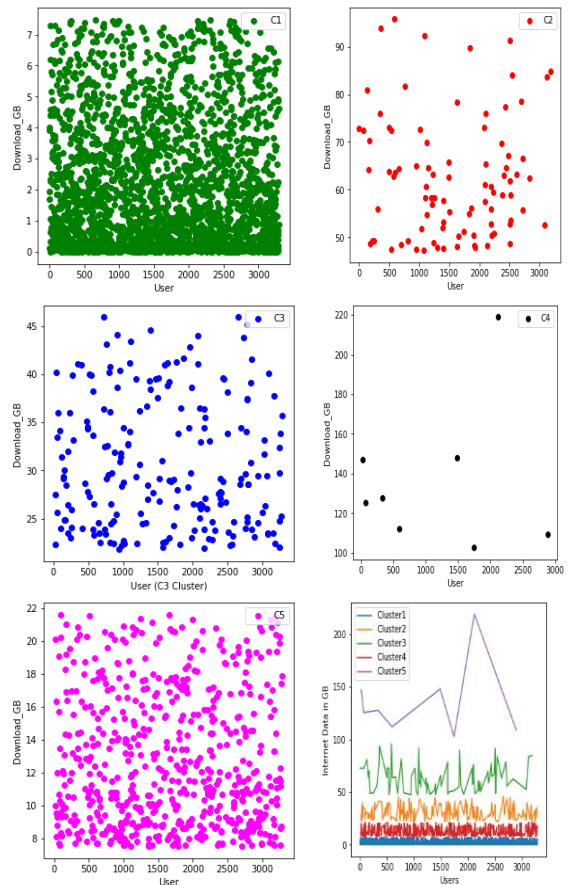 C1
7
6
5
4
3
2
1
0
Download_GB
0 500 1000 1500 2000 2500 3000
User
C2
90
80
70
60
50
Download_GB
0 500 1000 1500 2000 2500 3000
User
C3
45
40
35
30
25
Download_GB
0 500 1000 1500 2000 2500 3000
User (C3 Cluster)
C4
220
200
180
160
140
120
100
Download_GB
0 500 1000 1500 2000 2500 3000
User
C5
22
20
18
16
14
12
10
8
Download_GB
0 500 1000 1500 2000 2500 3000
User
Cluster1
Cluster2
Cluster3
Cluster4
Cluster5
200
150
100
50
0
Internet Data in GB
0 500 1000 1500 2000 2500 3000
Users